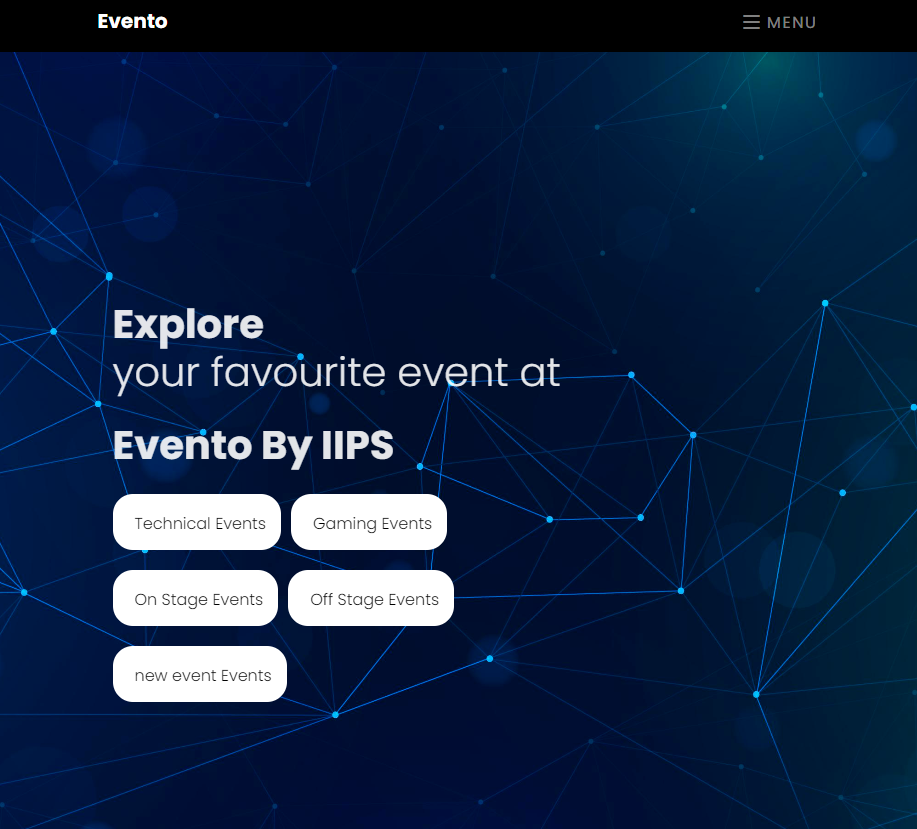 Evento
MENU
Explore
your favourite event at
Evento By IIPS
Technical Events
Gaming Events
On Stage Events
Off Stage Events
new event Events